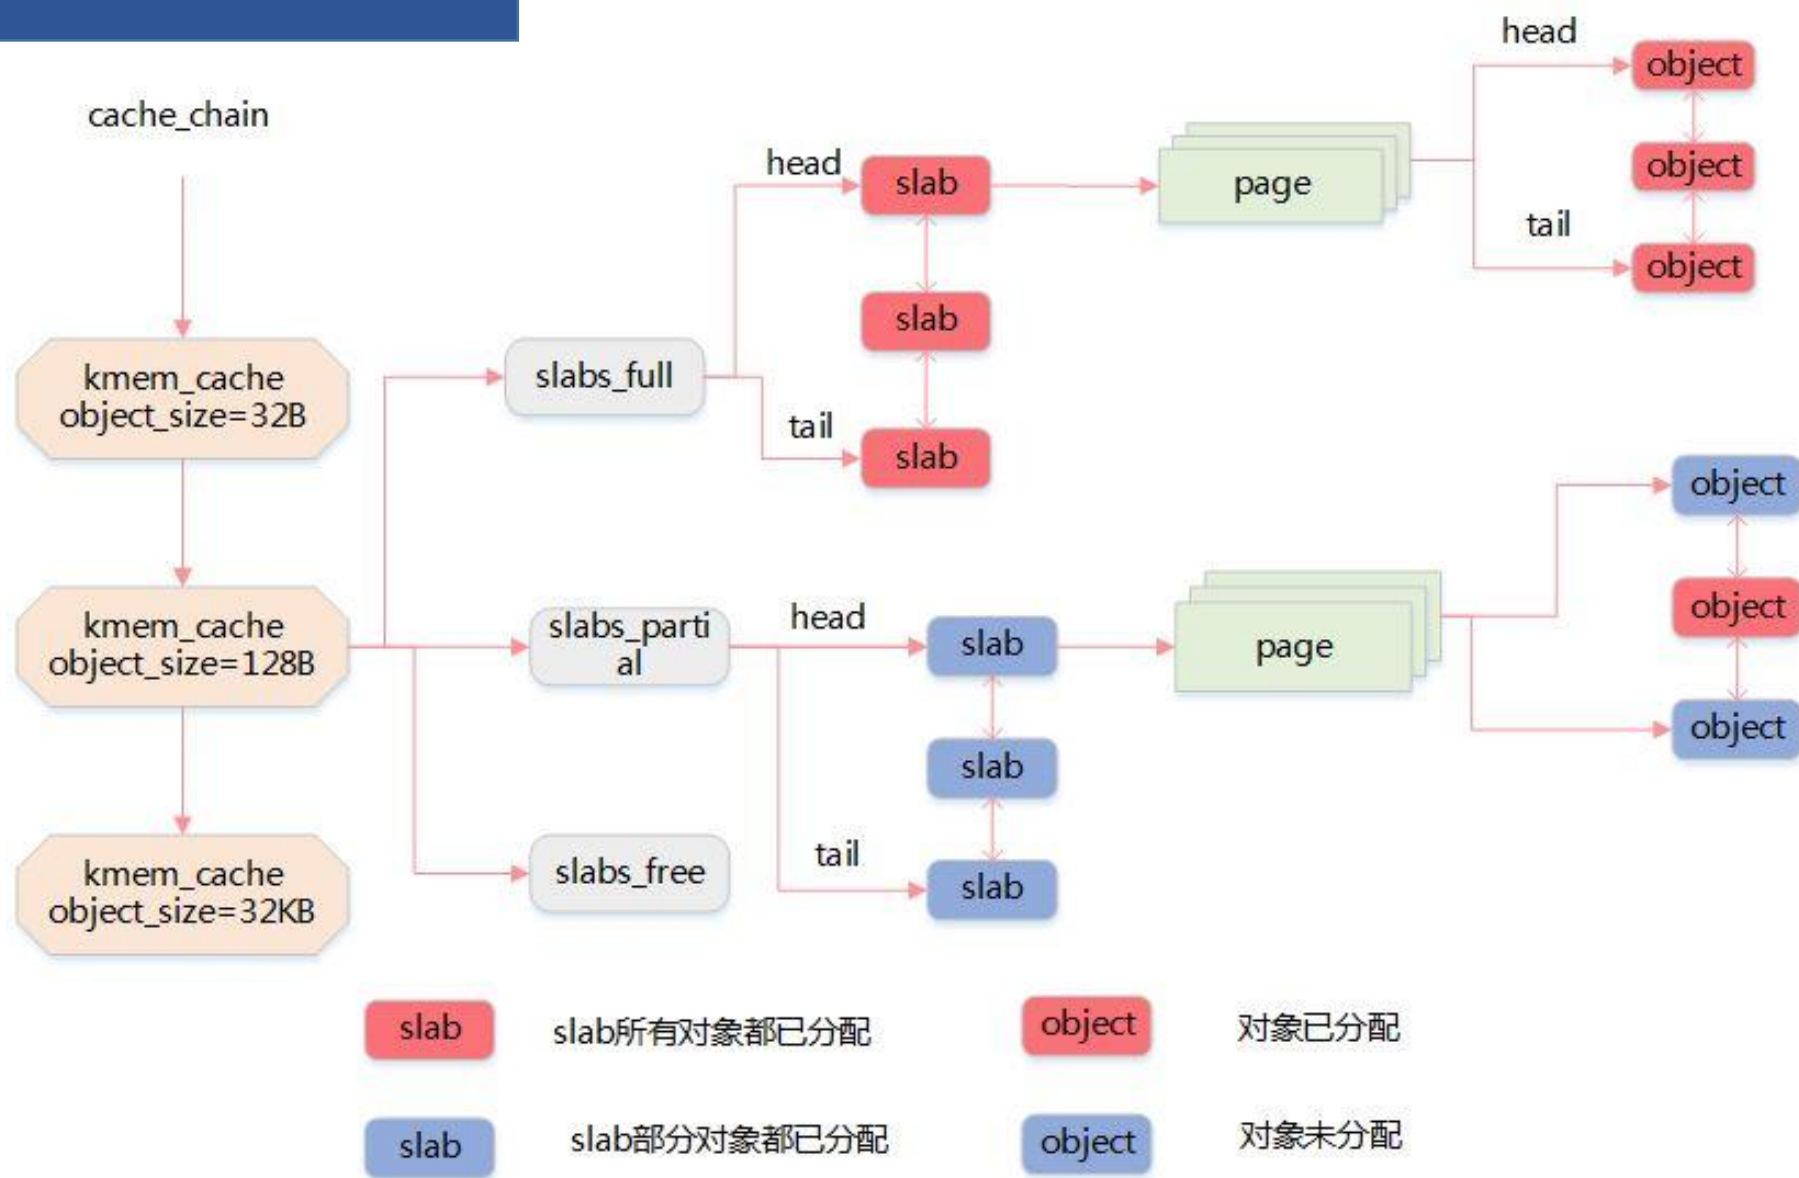 cache_chain
kmem_cache
object_size=32B
kmem_cache
object_size=128B
kmem_cache
object_size=32KB
slabs_full
slabs_parti
al
slabs_free
head
tail
slab
slab
slab
page
head
tail
object
object
object
head
tail
slab
slab
slab
page
object
object
object
slab
slab所有对象都已分配
object
对象已分配
slab
slab部分对象都已分配
object
对象未分配